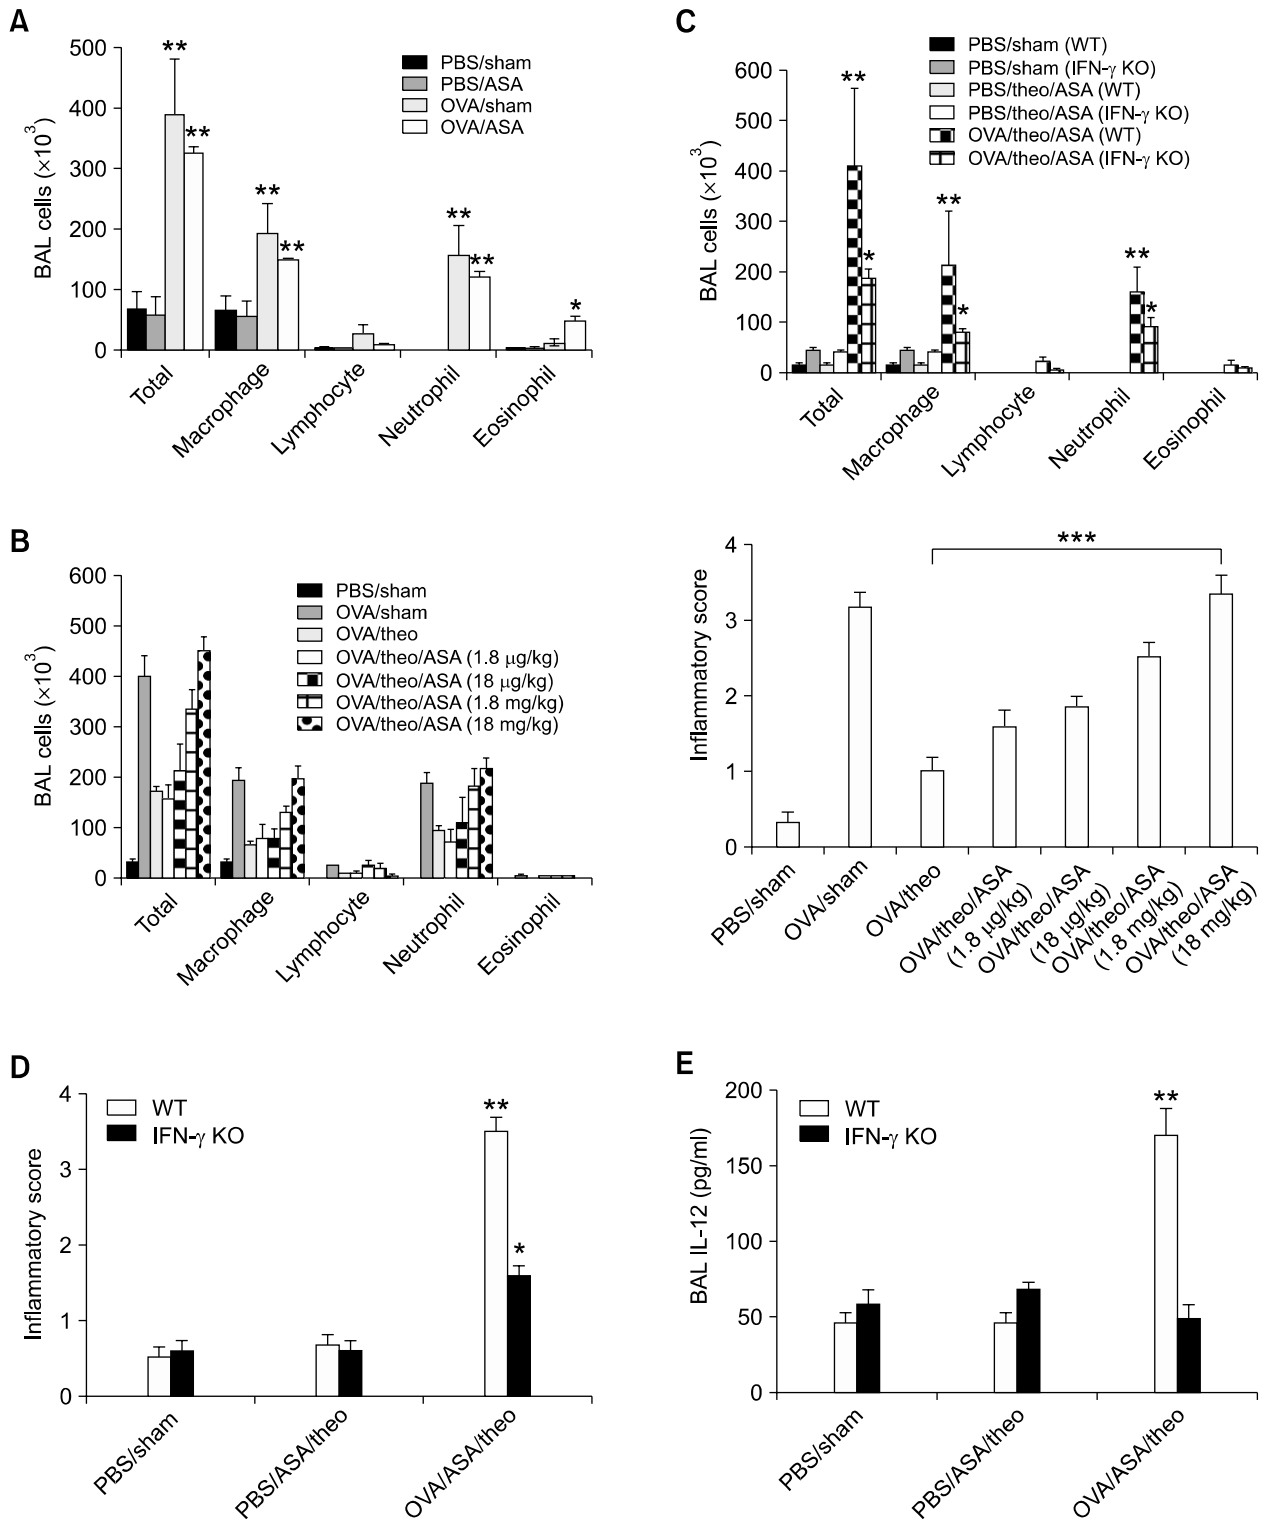 A
500
400
300
200
100
0
BAL cells (×10³)
**
**
**
**
**
**
*
PBS/sham
PBS/ASA
OVA/sham
OVA/ASA
Total
Macrophage
Lymphocyte
Neutrophil
Eosinophil
C
600
500
400
300
200
100
0
BAL cells (×10³)
**
*
**
*
**
*
PBS/sham (WT)
PBS/sham (IFN-γ KO)
PBS/theo/ASA (WT)
PBS/theo/ASA (IFN-γ KO)
OVA/theo/ASA (WT)
OVA/theo/ASA (IFN-γ KO)
Total
Macrophage
Lymphocyte
Neutrophil
Eosinophil
B
600
500
400
300
200
100
0
BAL cells (×10³)
PBS/sham
OVA/sham
OVA/theo
OVA/theo/ASA (1.8 μg/kg)
OVA/theo/ASA (18 μg/kg)
OVA/theo/ASA (1.8 mg/kg)
OVA/theo/ASA (18 mg/kg)
Total
Macrophage
Lymphocyte
Neutrophil
Eosinophil
4
3
2
1
0
Inflammatory score
***
PBS/sham
OVA/sham
OVA/theo
OVA/theo/ASA
(1.8 μg/kg)
OVA/theo/ASA
(18 μg/kg)
OVA/theo/ASA
(1.8 mg/kg)
OVA/theo/ASA
(18 mg/kg)
D
4
3
2
1
0
Inflammatory score
WT
IFN-γ KO
**
*
PBS/sham
PBS/ASA/theo
OVA/ASA/theo
E
200
150
100
50
0
BAL IL-12 (pg/ml)
WT
IFN-γ KO
**
PBS/sham
PBS/ASA/theo
OVA/ASA/theo